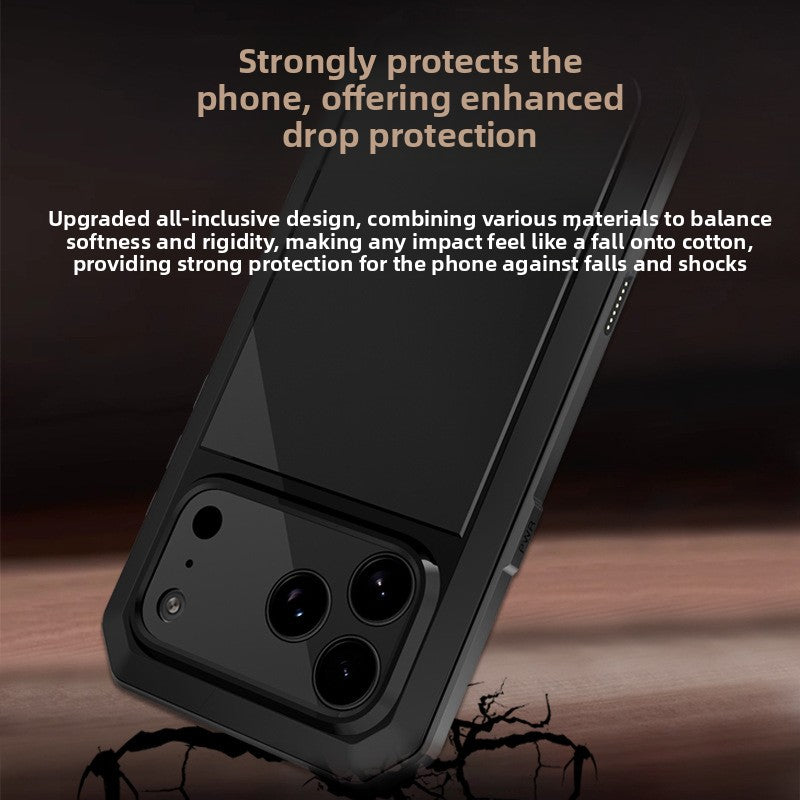 Strongly protects the
phone, offering enhanced
drop protection
Upgraded all-inclusive design, combining various materials to balance
softness and rigidity, making any impact feel like a fall onto cotton,
providing strong protection for the phone against falls and shocks
PWR